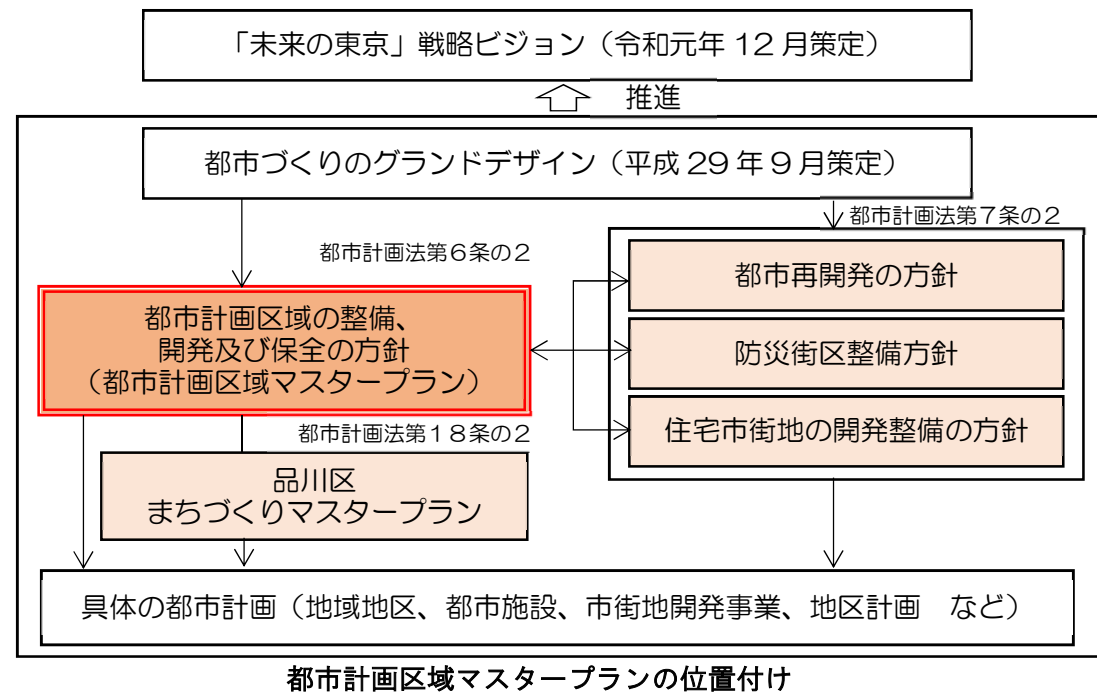 「未来の東京」戦略ビジョン（令和元年 12 月策定）
推進
都市づくりのグランドデザイン（平成 29 年 9 月策定）
都市計画法第７条の２
都市計画法第６条の２
都市計画区域の整備、
開発及び保全の方針
（都市計画区域マスタープラン）
都市再開発の方針
防災街区整備方針
住宅市街地の開発整備の方針
都市計画法第１８条の２
品川区
まちづくりマスタープラン
具体の都市計画（地域地区、都市施設、市街地開発事業、地区計画　など）
都市計画区域マスタープランの位置付け